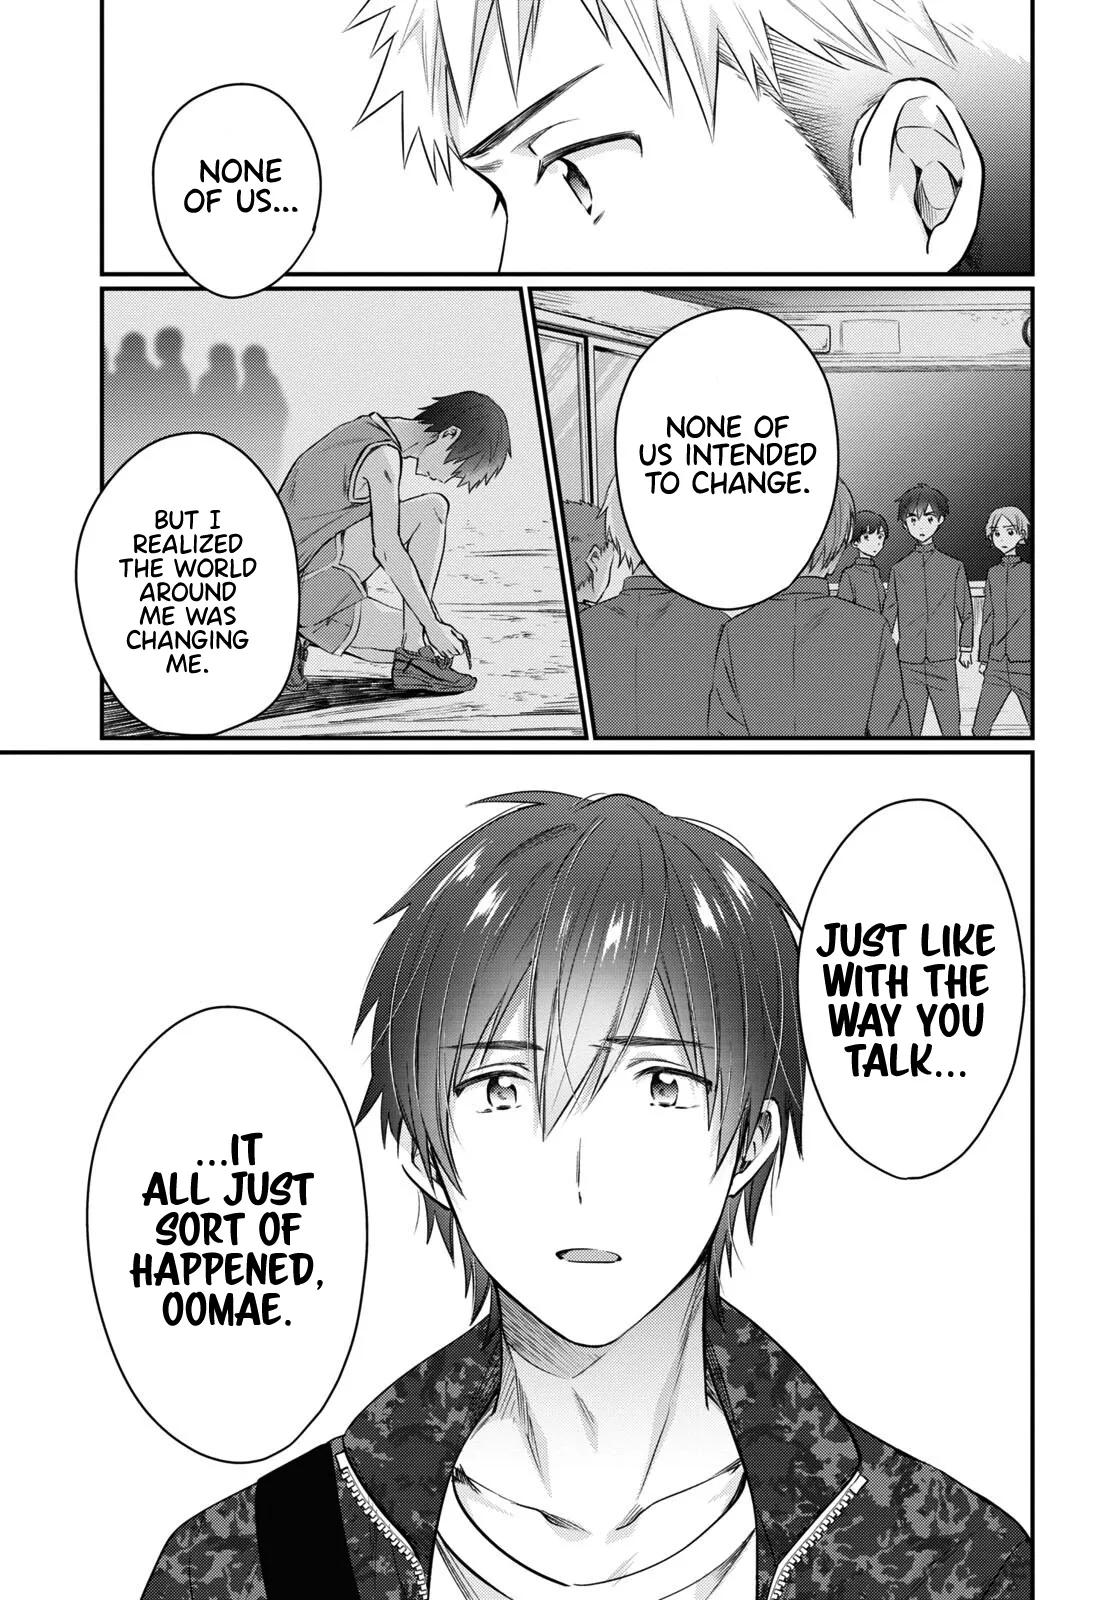 NONE
OF US...
NONE OF
US INTENDED
TO CHANGE.
BUT I
REALIZED
THE WORLD
AROUND
ME WAS
CHANGING
ME.
JUST LIKE
WITH THE
WAY YOU
TALK...
...IT
ALL JUST
SORT OF
HAPPENED,
OOMAE.